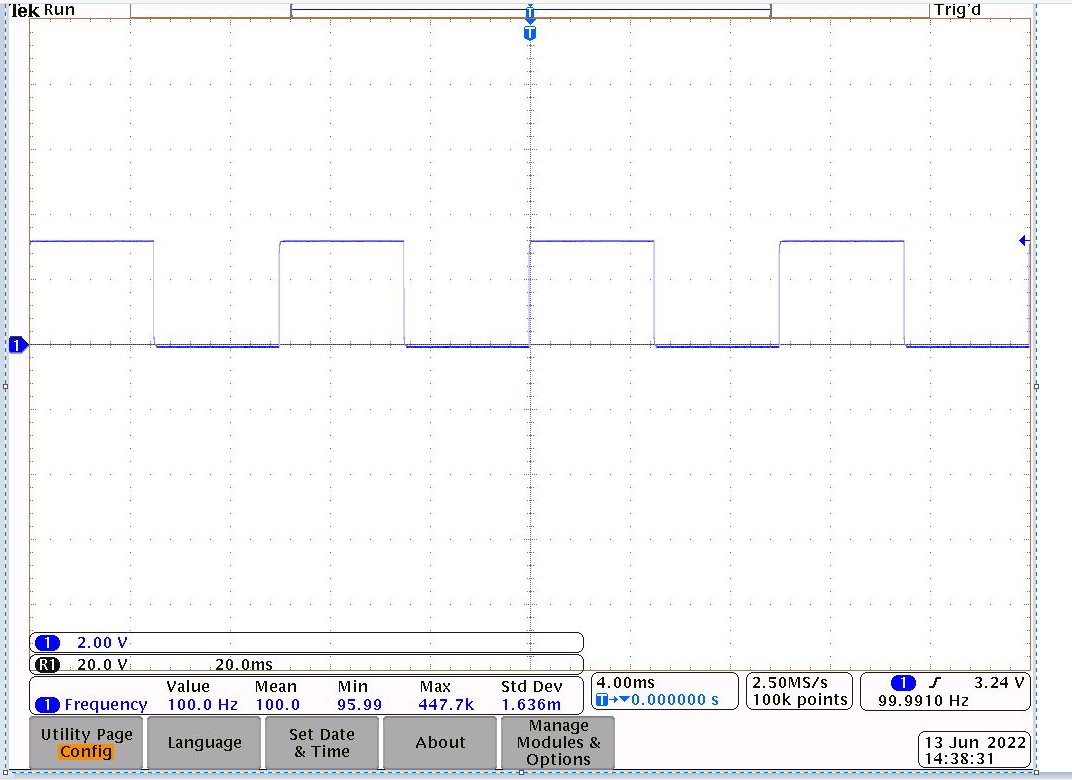 Tek Run Trig'd
T
T
1
1 2.00 V
R1 20.0 V 20.0ms
Value Mean Min Max Std Dev
1 Frequency 100.0 Hz 100.0 95.99 447.7k 1.636m
4.00ms
T→▼0.000000 s
2.50MS/s
100k points
1 3.24 V
99.9910 Hz
Utility Page
Config
Language
Set Date
& Time
About
Manage
Modules &
Options
13 Jun 2022
14:38:31